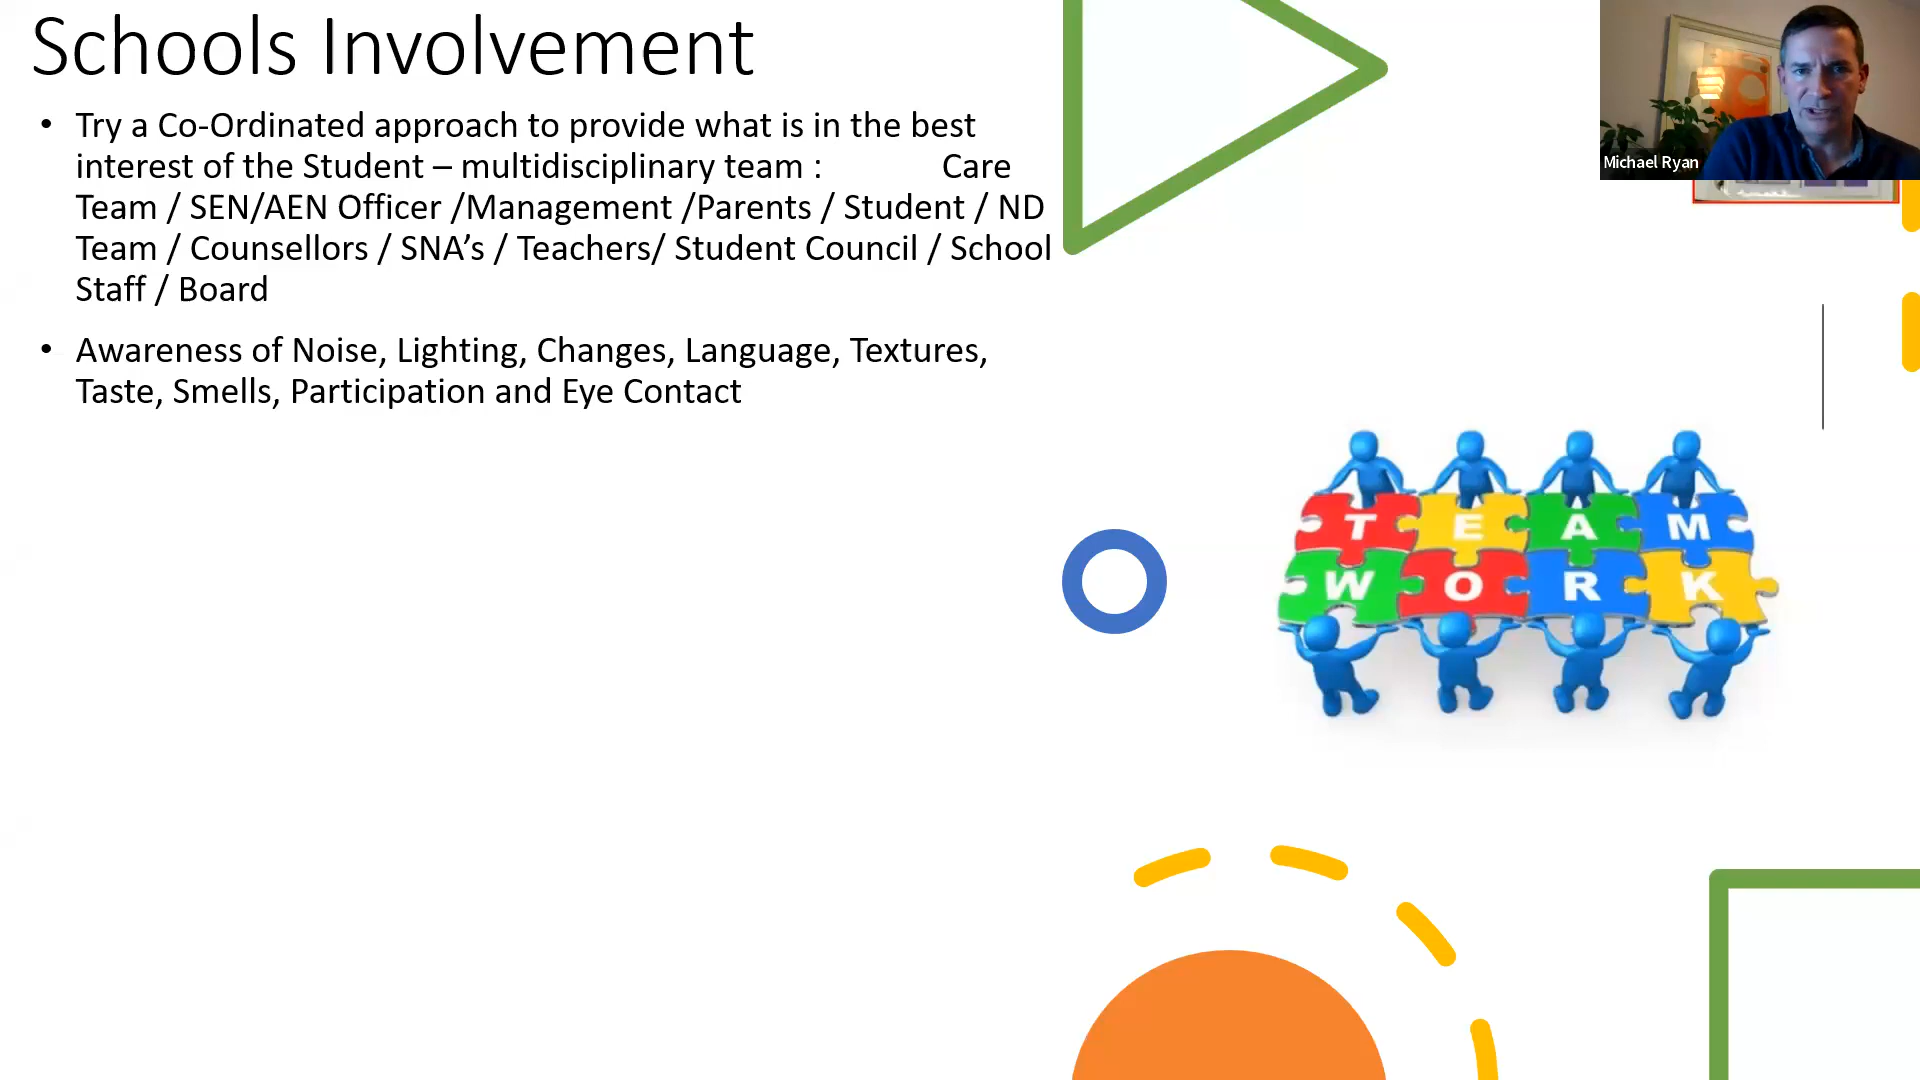 Schools Involvement
• Try a Co-Ordinated approach to provide what is in the best
interest of the Student – multidisciplinary team : Care
Team / SEN/AEN Officer /Management /Parents / Student / ND
Team / Counsellors / SNA’s / Teachers/ Student Council / School
Staff / Board
• Awareness of Noise, Lighting, Changes, Language, Textures,
Taste, Smells, Participation and Eye Contact
Michael Ryan
TEAM
WORK